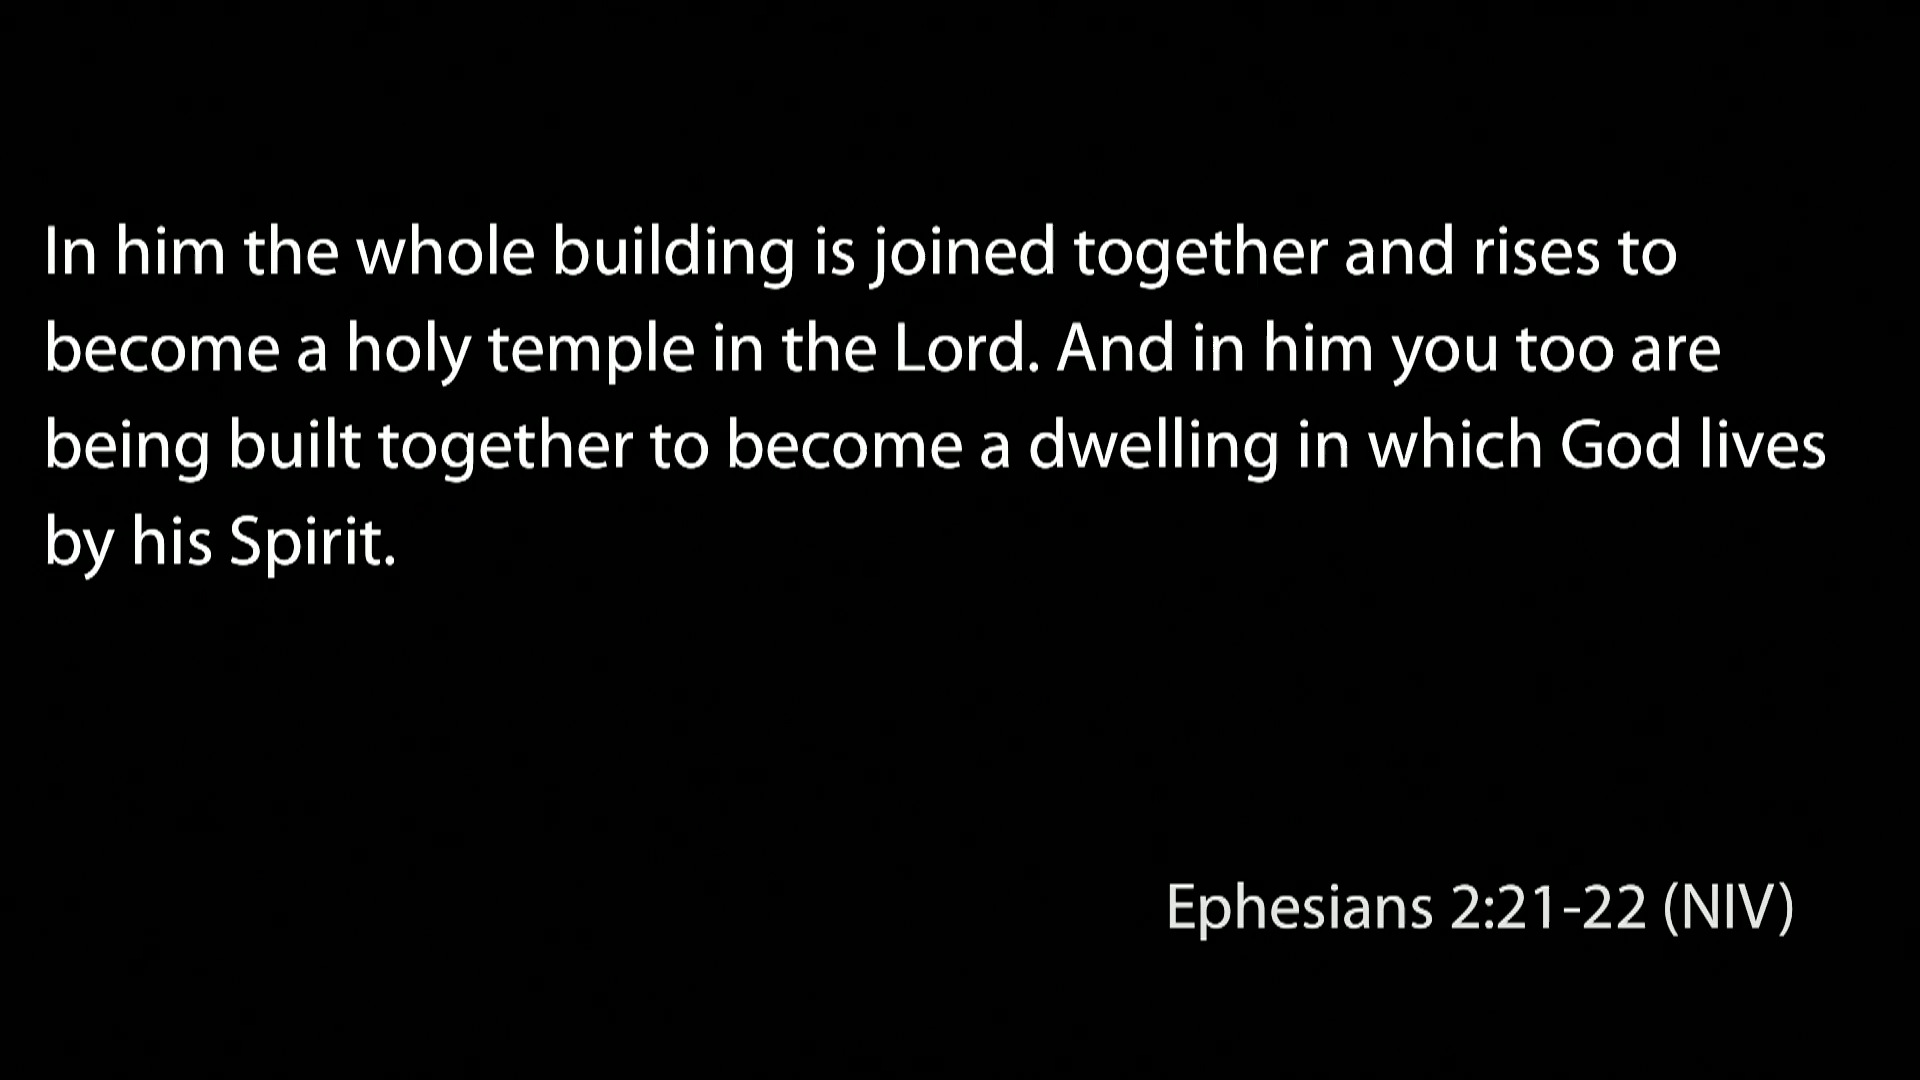 In him the whole building is joined together and rises to
become a holy temple in the Lord. And in him you too are
being built together to become a dwelling in which God lives
by his Spirit.
Ephesians 2:21-22 (NIV)